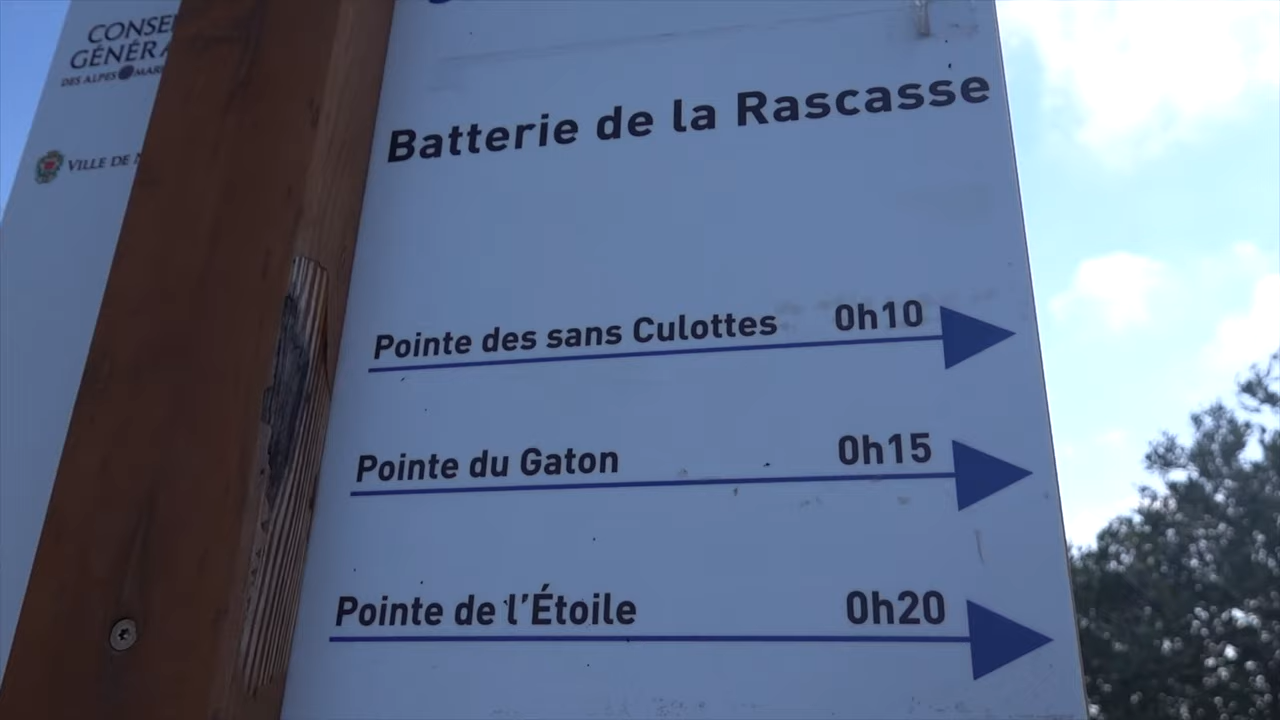 CONSEI
GÉNÉRA
DES ALPES MARI
VILLE DE
Batterie de la Rascasse
Pointe des sans Culottes 0h10
Pointe du Gaton 0h15
Pointe de l'Étoile 0h20